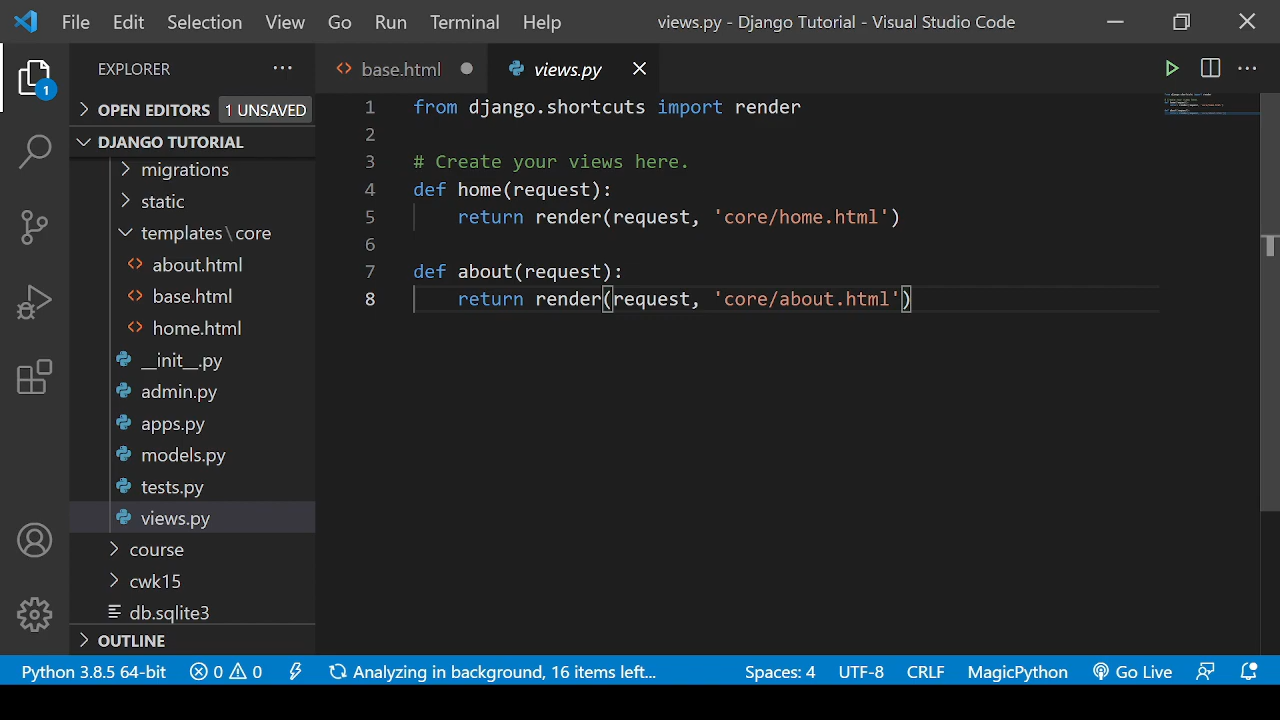 File Edit Selection View Go Run Terminal Help views.py - Django Tutorial - Visual Studio Code
EXPLORER
base.html views.py
1
OPEN EDITORS 1 UNSAVED
DJANGO TUTORIAL
migrations
static
templates\core
about.html
base.html
home.html
__init__.py
admin.py
apps.py
models.py
tests.py
views.py
course
cwk15
db.sqlite3
OUTLINE
1 from django.shortcuts import render
2
3 # Create your views here.
4 def home(request):
5 return render(request, 'core/home.html')
6
7 def about(request):
8 return render(request, 'core/about.html')
Python 3.8.5 64-bit 0 0 Analyzing in background, 16 items left... Spaces: 4 UTF-8 CRLF MagicPython Go Live